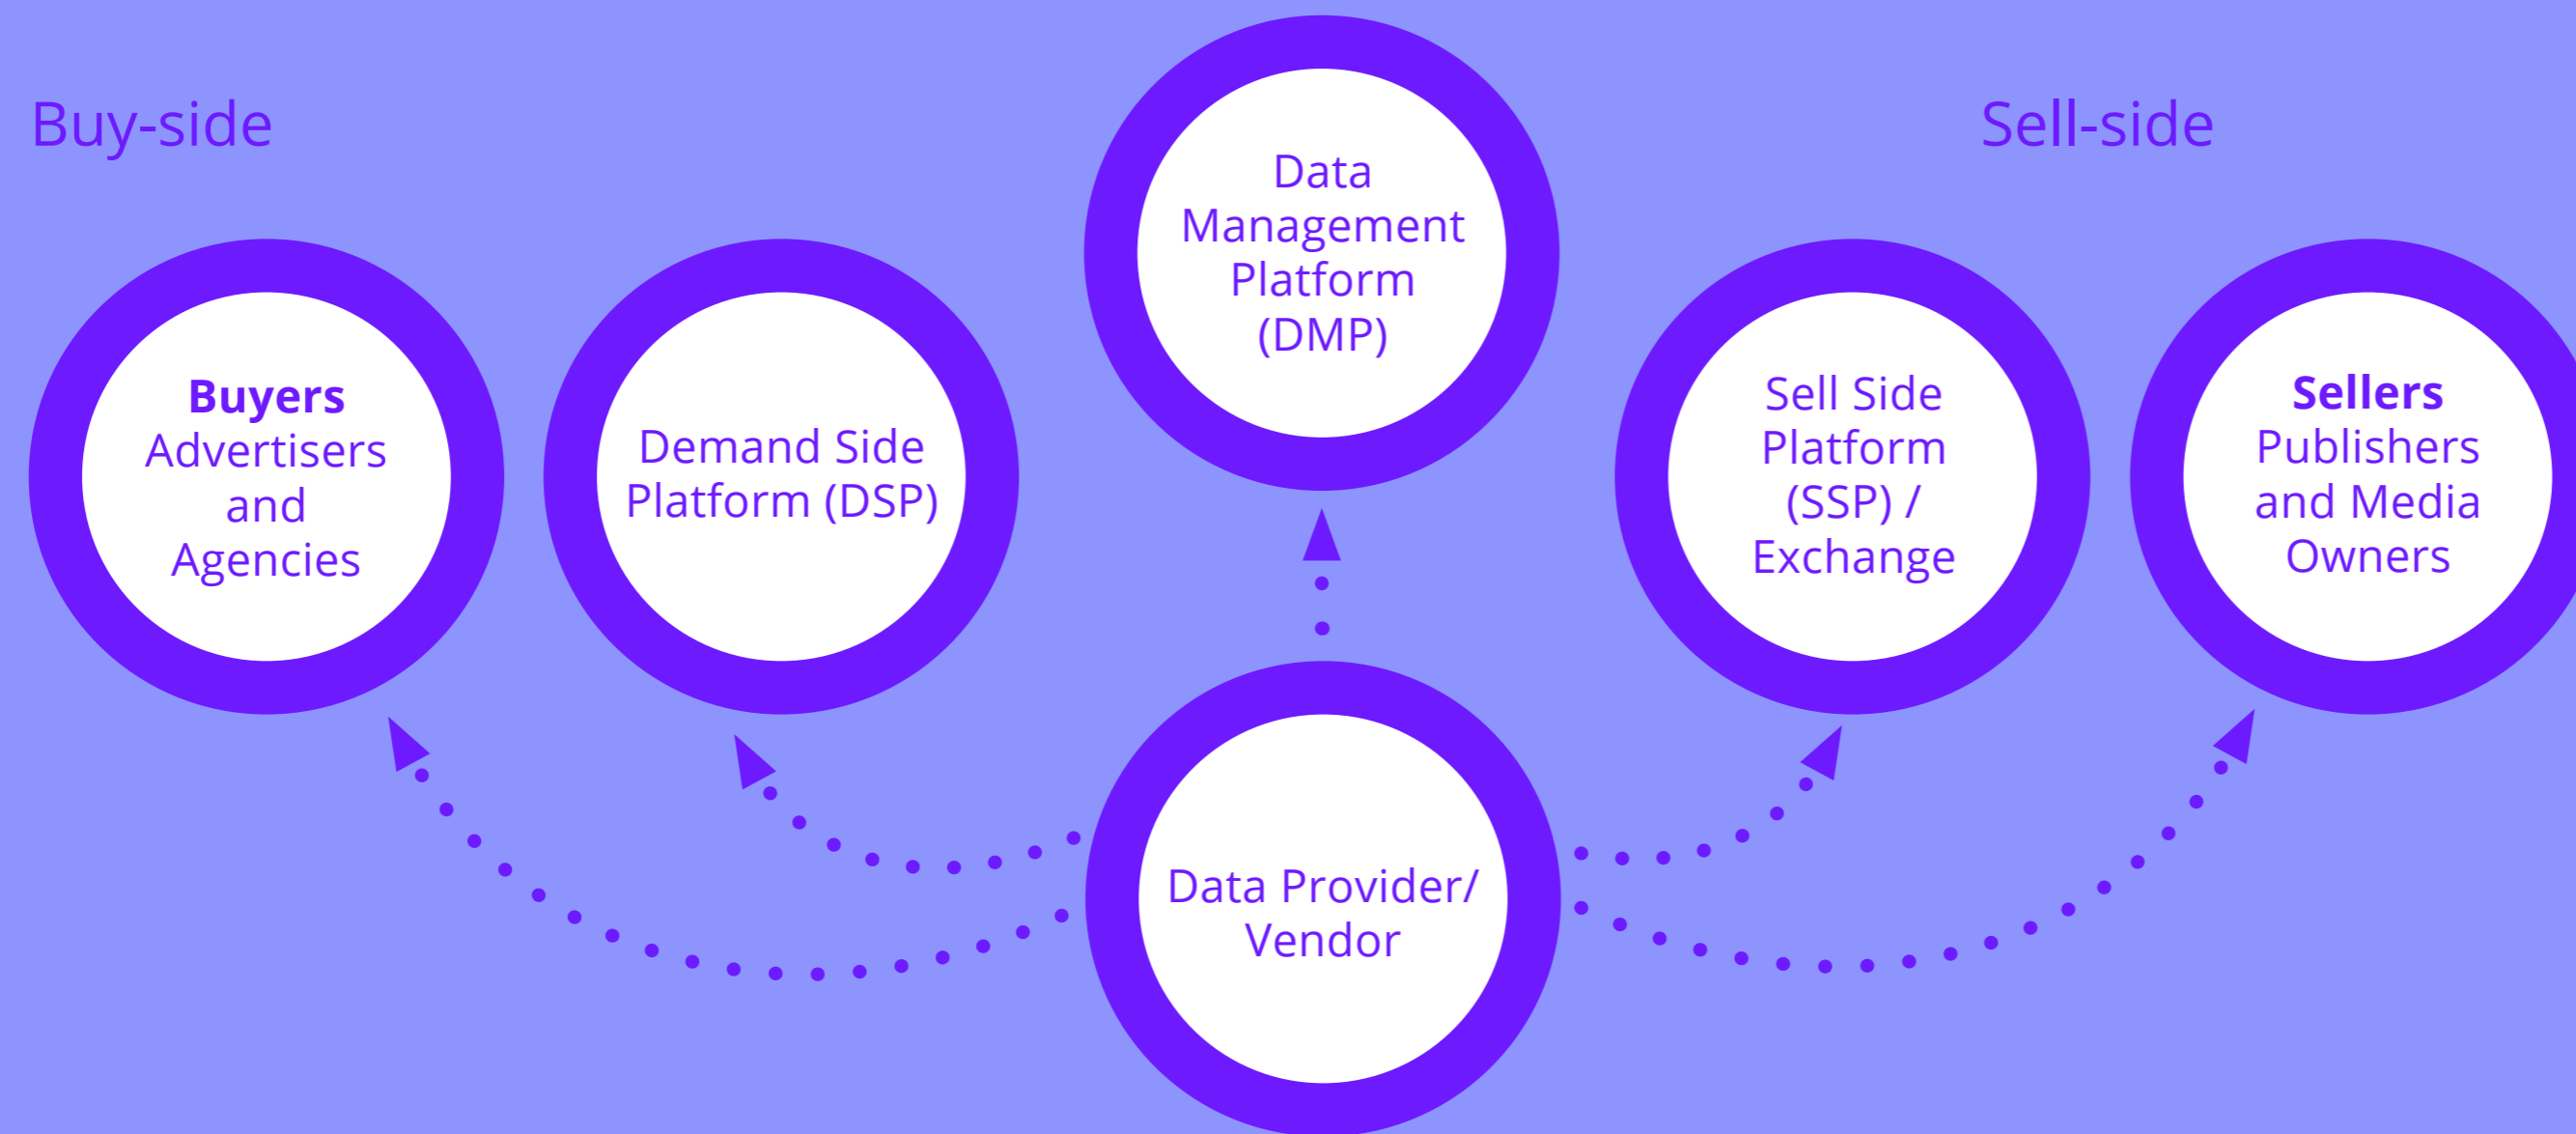 Buy-side
Sell-side
Buyers
Advertisers
and
Agencies
Demand Side
Platform (DSP)
Data
Management
Platform
(DMP)
Sell Side
Platform
(SSP) /
Exchange
Sellers
Publishers
and Media
Owners
Data Provider/
Vendor